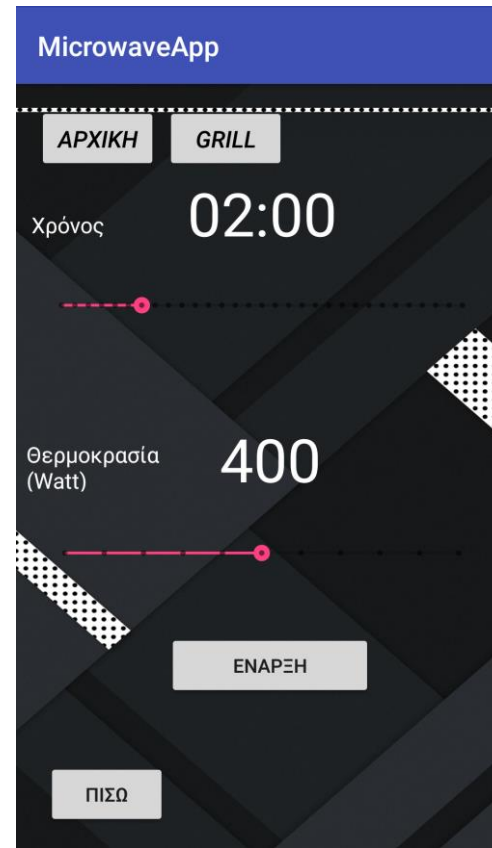 MicrowaveApp
ΑΡΧΙΚΗ GRILL
Χρόνος 02:00
Θερμοκρασία 400
(Watt)
ΕΝΑΡΞΗ
ΠΙΣΩ